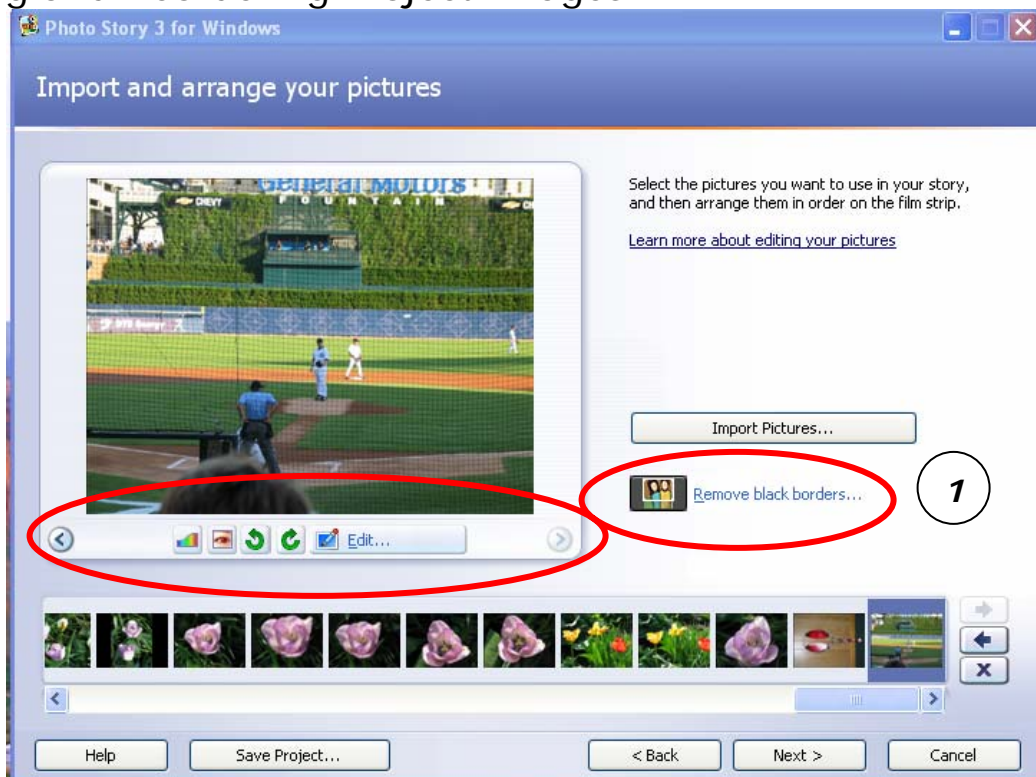 Photo Story 3 for Windows
Import and arrange your pictures
General Motors
CHEVY
FOUNTAIN
Select the pictures you want to use in your story,
and then arrange them in order on the film strip.
Learn more about editing your pictures
Import Pictures...
Remove black borders...
1
Edit...
Help
Save Project...
< Back
Next >
Cancel